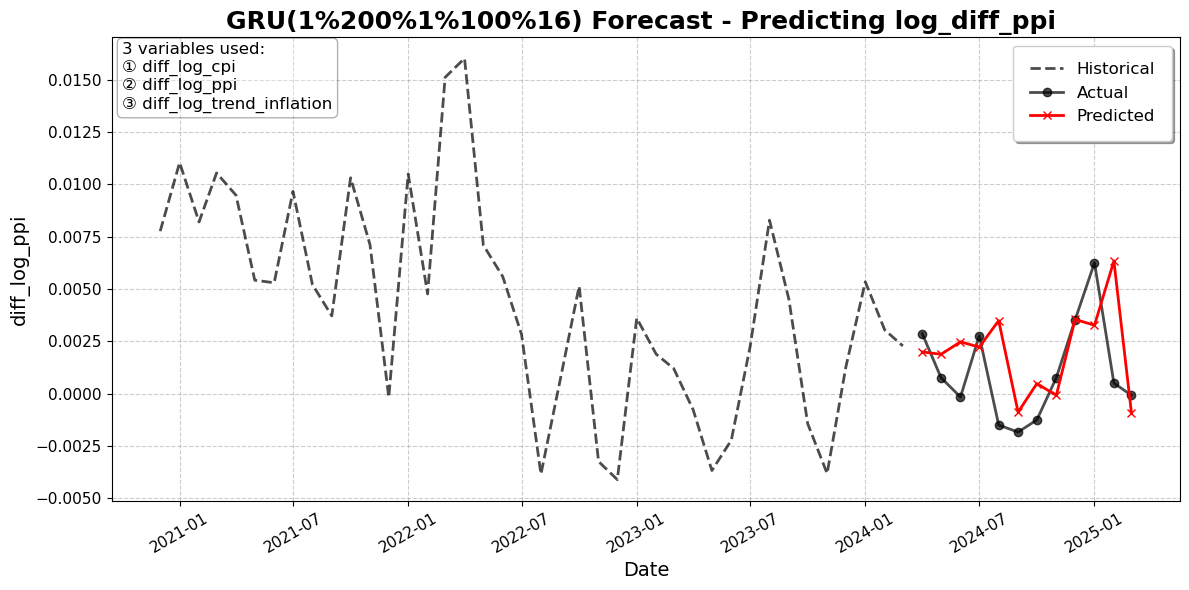 GRU(1%200%1%100%16) Forecast - Predicting log_diff_ppi
3 variables used:
① diff_log_cpi
② diff_log_ppi
③ diff_log_trend_inflation
Historical
Actual
Predicted
diff_log_ppi
0.0150
0.0125
0.0100
0.0075
0.0050
0.0025
0.0000
−0.0025
−0.0050
2021-01
2021-07
2022-01
2022-07
2023-01
2023-07
2024-01
2024-07
2025-01
Date